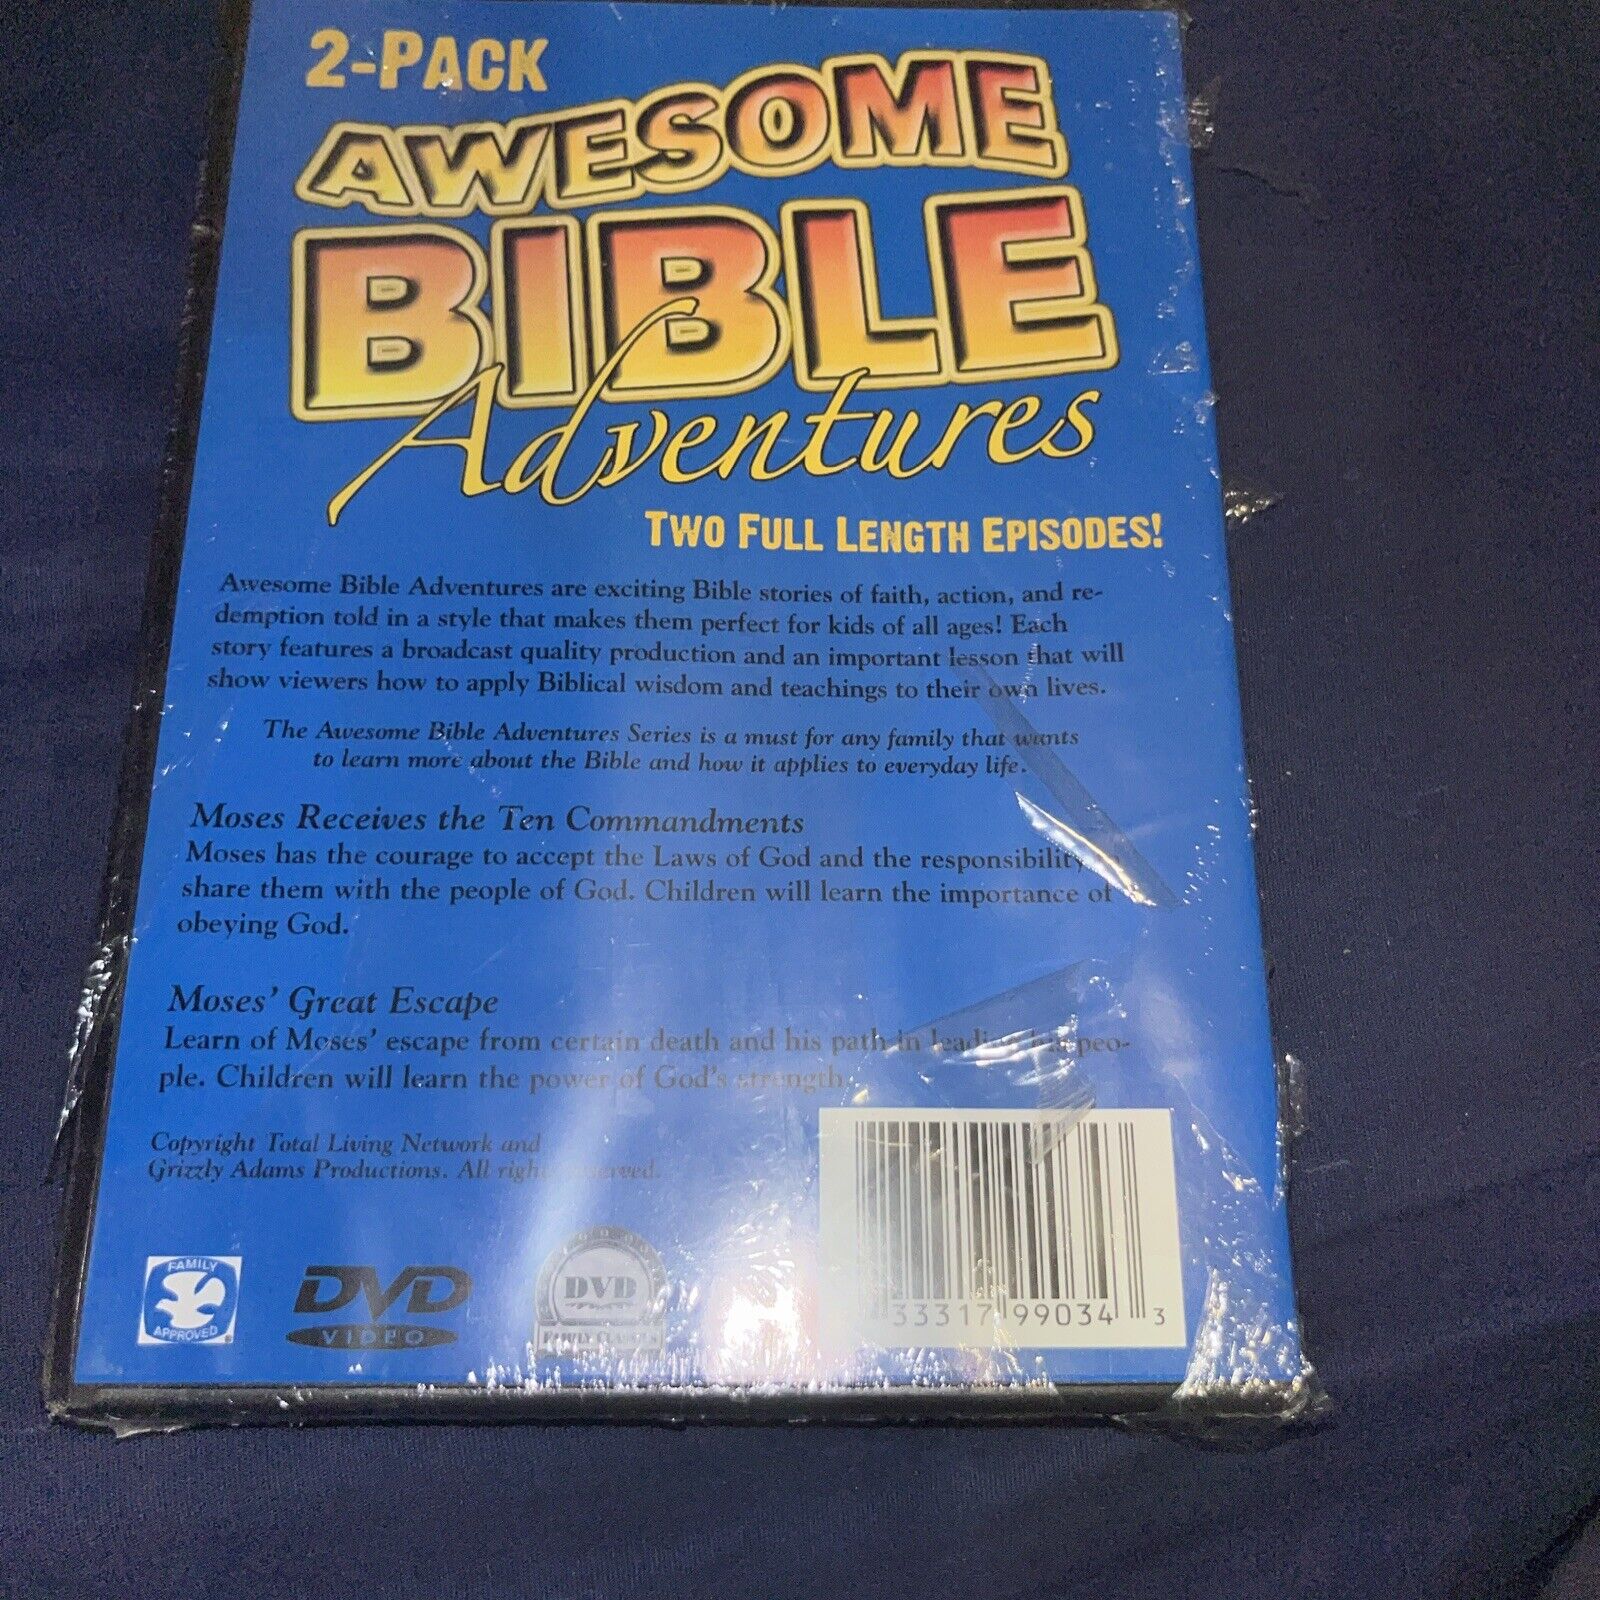 2-PACK
AWESOME
BIBLE
Adventures
TWO FULL LENGTH EPISODES!
Awesome Bible Adventures are exciting Bible stories of faith, action, and re-
demption told in a style that makes them perfect for kids of all ages! Each
story features a broadcast quality production and an important lesson that will
show viewers how to apply Biblical wisdom and teachings to their own lives.
The Awesome Bible Adventures Series is a must for any family that wants
to learn more about the Bible and how it applies to everyday life.
Moses Receives the Ten Commandments
Moses has the courage to accept the Laws of God and the responsibility
share them with the people of God. Children will learn the importance of
obeying God.
Moses' Great Escape
Learn of Moses' escape from certain death and his path in leading his peo-
ple. Children will learn the power of God's strength.
Copyright Total Living Network and
Grizzly Adams Productions. All rights reserved.
FAMILY
APPROVED
DVD
VIDEO
DVD
FAMILY CLASSICS
33317 99034 3